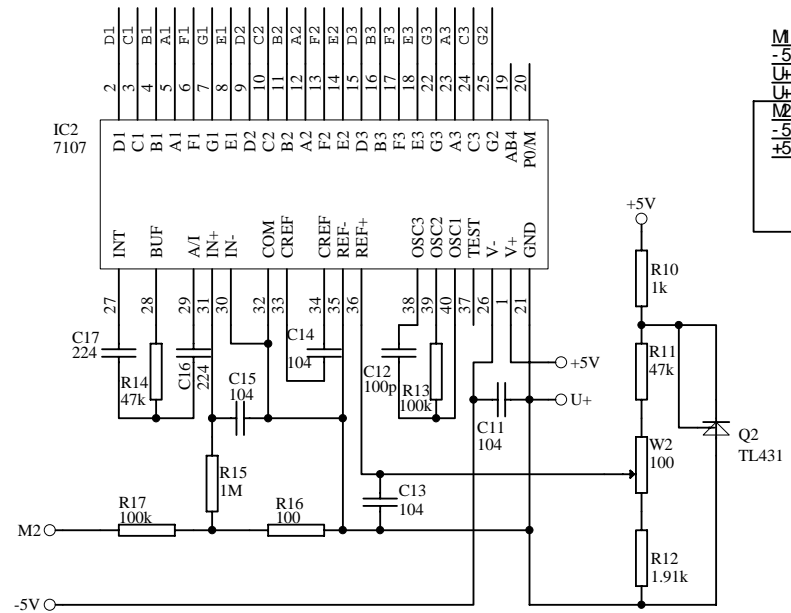 D1 C1 B1 A1 F1 G1 E1 D2 C2 B2 A2 F2 E2 D3 B3 F3 E3 G3 A3 C3 G2
2 3 4 5 6 7 8 9 10 11 12 13 14 15 16 17 18 22 23 24 25 19 20
IC2
7107
D1 C1 B1 A1 F1 G1 E1 D2 C2 B2 A2 F2 E2 D3 B3 F3 E3 G3 A3 C3 G2 AB4 P0/M
INT BUF A/I IN+ IN- COM CREF CREF REF- REF+ OSC3 OSC2 OSC1 TEST V- V+ GND
27 28 29 31 30 32 33 34 35 36 38 39 40 37 26 1 21
M1
-5
U+
U+
M2
-5
+5
+5V
R10
1k
C17
224
R14
47k
C16
224
C15
104
C14
104
C12
100p
R13
100k
C11
104
+5V
U+
R11
47k
W2
100
Q2
TL431
R15
1M
C13
104
R17
100k
R16
100
M2
R12
1.91k
-5V